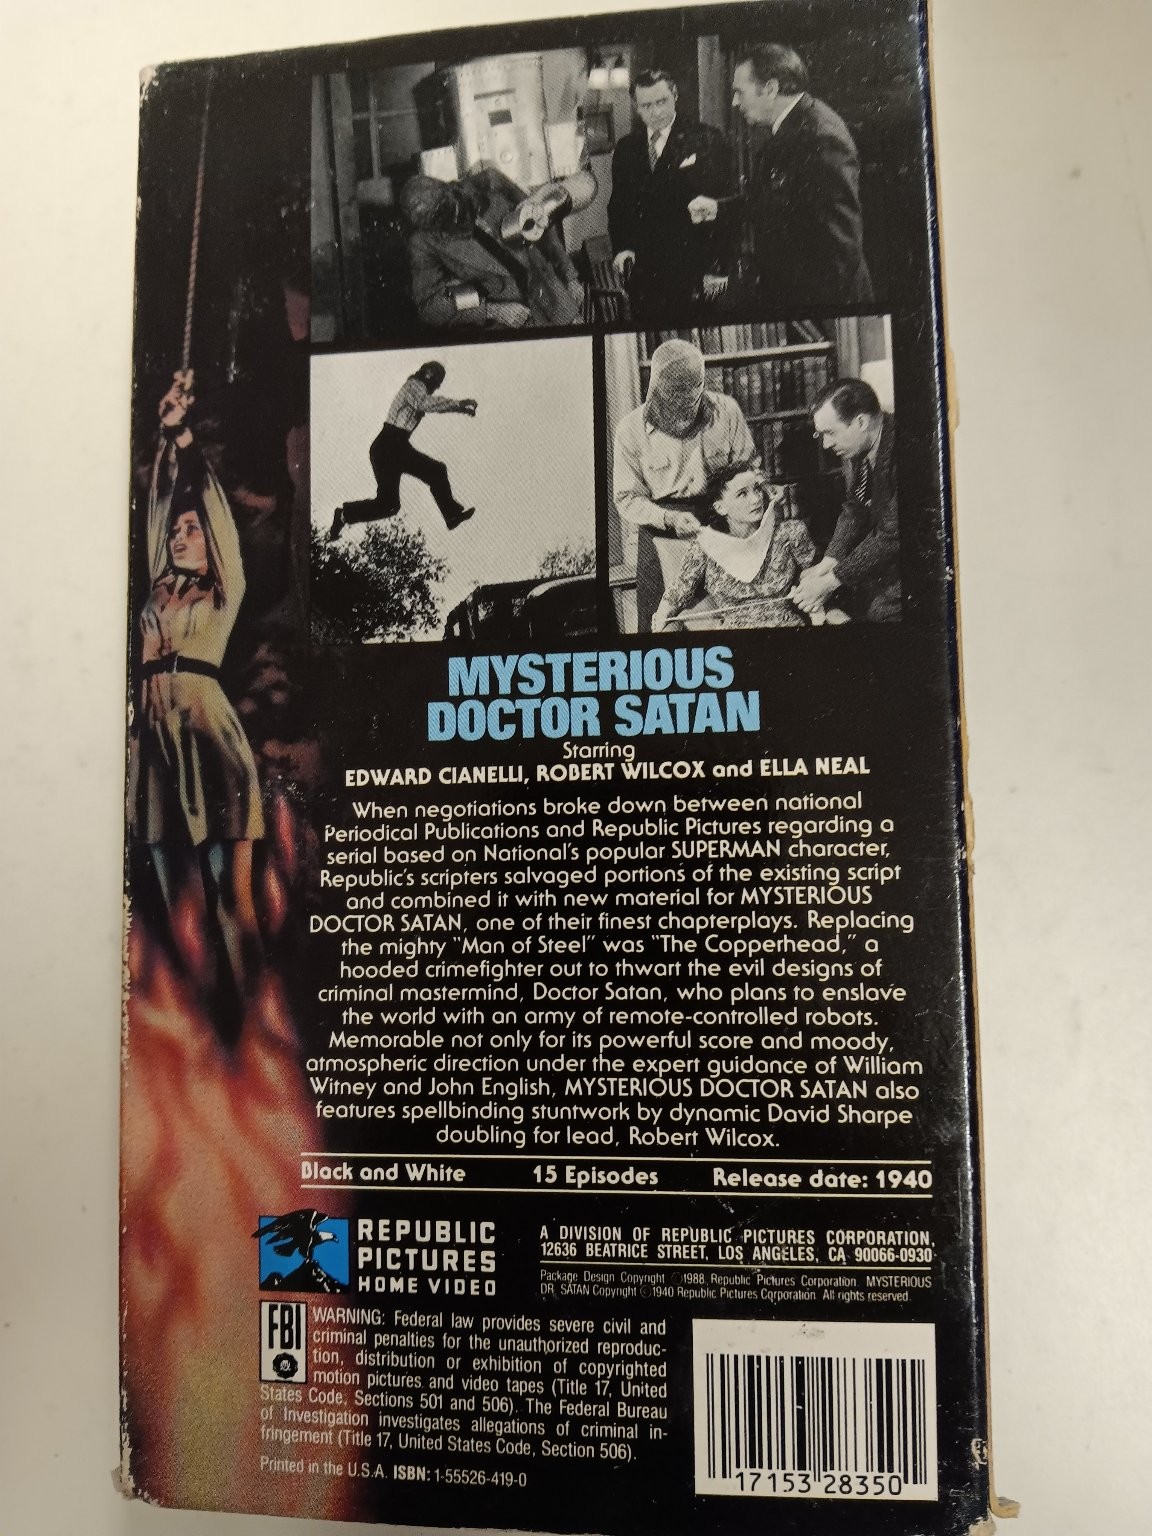 MYSTERIOUS
DOCTOR SATAN
Starring
EDWARD CIANELLI, ROBERT WILCOX and ELLA NEAL
When negotiations broke down between national
Periodical Publications and Republic Pictures regarding a
serial based on National's popular SUPERMAN character,
Republic's scripters salvaged portions of the existing script
and combined it with new material for MYSTERIOUS
DOCTOR SATAN, one of their finest chapterplays. Replacing
the mighty "Man of Steel" was "The Copperhead," a
hooded crimefighter out to thwart the evil designs of
criminal mastermind, Doctor Satan, who plans to enslave
the world with an army of remote-controlled robots.
Memorable not only for its powerful score and moody,
atmospheric direction under the expert guidance of William
Witney and John English, MYSTERIOUS DOCTOR SATAN also
features spellbinding stuntwork by dynamic David Sharpe
doubling for lead, Robert Wilcox.
Black and White 15 Episodes Release date: 1940
REPUBLIC
PICTURES
HOME VIDEO
A DIVISION OF REPUBLIC PICTURES CORPORATION,
12636 BEATRICE STREET, LOS ANGELES, CA 90066-0930
Package Design Copyright ©1988, Republic Pictures Corporation. MYSTERIOUS
DR. SATAN Copyright ©1940 Republic Pictures Corporation. All rights reserved.
FBI
WARNING: Federal law provides severe civil and
criminal penalties for the unauthorized reproduc-
tion, distribution or exhibition of copyrighted
motion pictures and video tapes (Title 17, United
States Code, Sections 501 and 506). The Federal Bureau
of Investigation investigates allegations of criminal in-
fringement (Title 17, United States Code, Section 506).
Printed in the U.S.A. ISBN: 1-55526-419-0
17153 28350